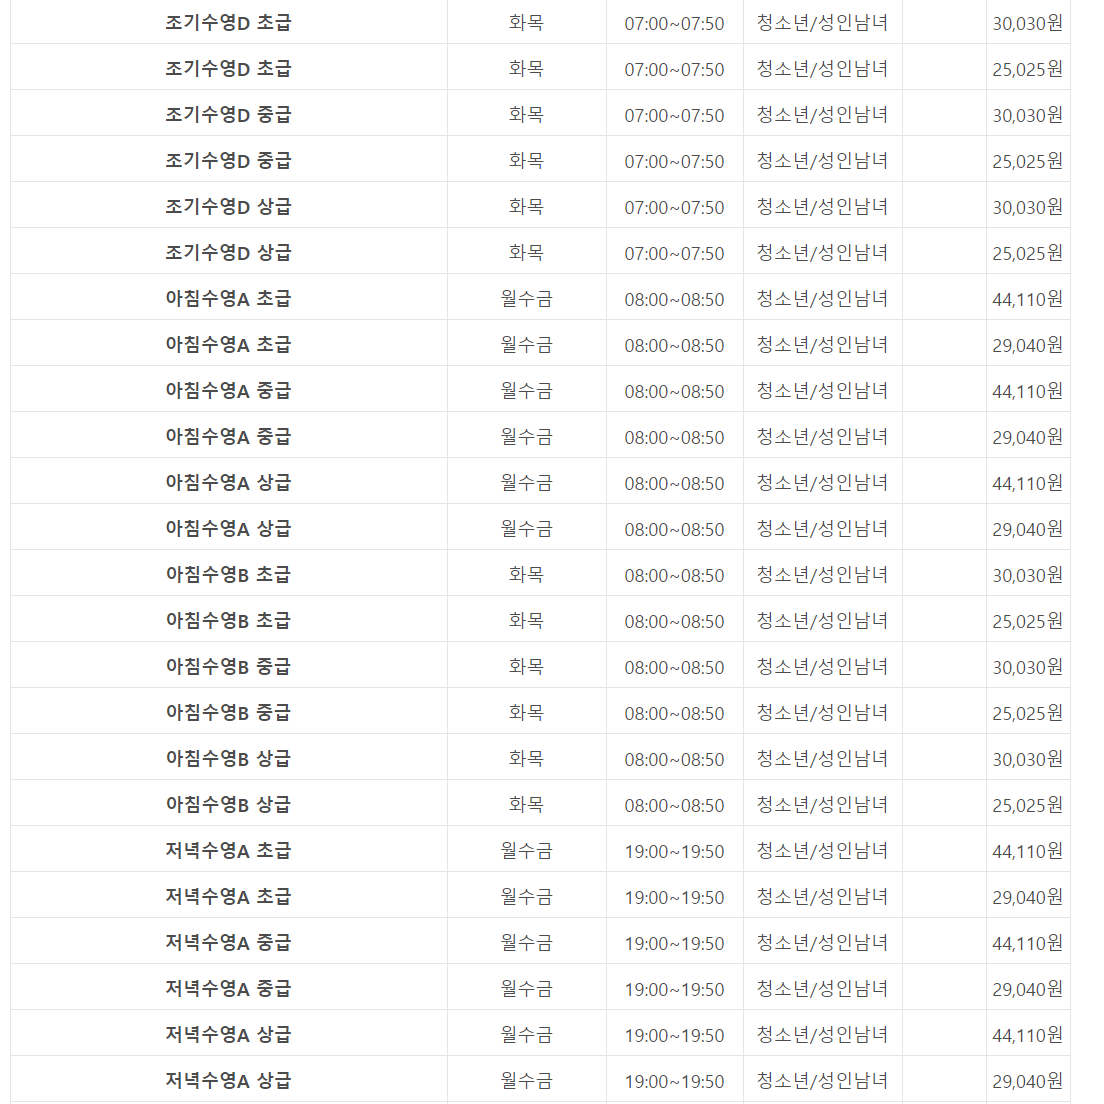 조기수영D 초급 화목 07:00~07:50 청소년/성인남녀 30,030원
조기수영D 초급 화목 07:00~07:50 청소년/성인남녀 25,025원
조기수영D 중급 화목 07:00~07:50 청소년/성인남녀 30,030원
조기수영D 중급 화목 07:00~07:50 청소년/성인남녀 25,025원
조기수영D 상급 화목 07:00~07:50 청소년/성인남녀 30,030원
조기수영D 상급 화목 07:00~07:50 청소년/성인남녀 25,025원
아침수영A 초급 월수금 08:00~08:50 청소년/성인남녀 44,110원
아침수영A 초급 월수금 08:00~08:50 청소년/성인남녀 29,040원
아침수영A 중급 월수금 08:00~08:50 청소년/성인남녀 44,110원
아침수영A 중급 월수금 08:00~08:50 청소년/성인남녀 29,040원
아침수영A 상급 월수금 08:00~08:50 청소년/성인남녀 44,110원
아침수영A 상급 월수금 08:00~08:50 청소년/성인남녀 29,040원
아침수영B 초급 화목 08:00~08:50 청소년/성인남녀 30,030원
아침수영B 초급 화목 08:00~08:50 청소년/성인남녀 25,025원
아침수영B 중급 화목 08:00~08:50 청소년/성인남녀 30,030원
아침수영B 중급 화목 08:00~08:50 청소년/성인남녀 25,025원
아침수영B 상급 화목 08:00~08:50 청소년/성인남녀 30,030원
아침수영B 상급 화목 08:00~08:50 청소년/성인남녀 25,025원
저녁수영A 초급 월수금 19:00~19:50 청소년/성인남녀 44,110원
저녁수영A 초급 월수금 19:00~19:50 청소년/성인남녀 29,040원
저녁수영A 중급 월수금 19:00~19:50 청소년/성인남녀 44,110원
저녁수영A 중급 월수금 19:00~19:50 청소년/성인남녀 29,040원
저녁수영A 상급 월수금 19:00~19:50 청소년/성인남녀 44,110원
저녁수영A 상급 월수금 19:00~19:50 청소년/성인남녀 29,040원